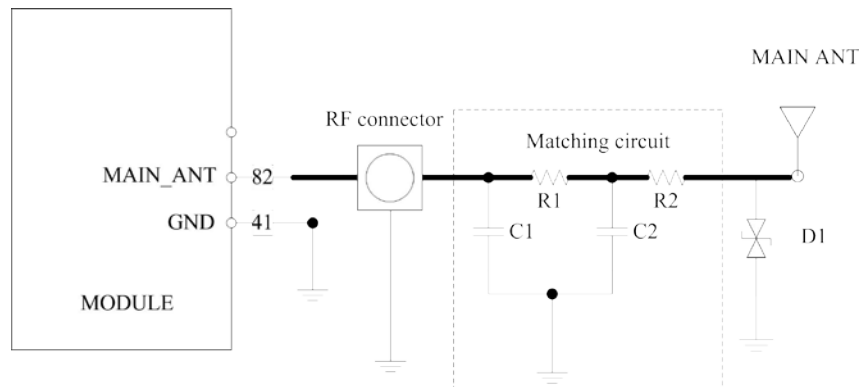 MAIN ANT
RF connector
Matching circuit
MAIN_ANT 82
R1 R2
GND 41
C1 C2 D1
MODULE